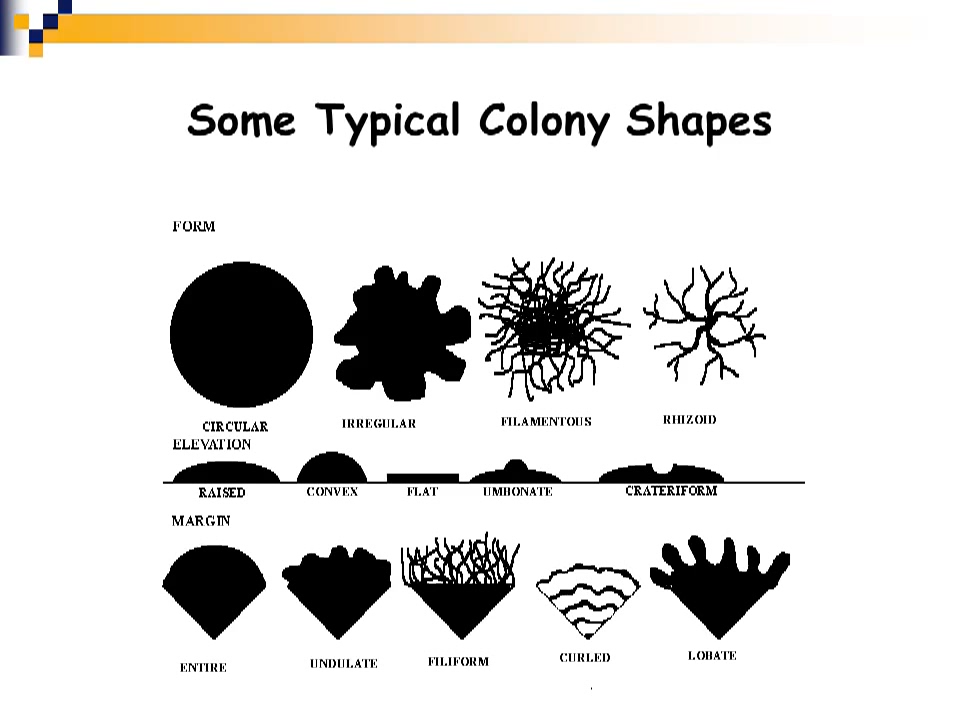 Some Typical Colony Shapes
FORM
CIRCULAR IRREGULAR FILAMENTOUS RHIZOID
ELEVATION
RAISED CONVEX FLAT UMBONATE CRATERIFORM
MARGIN
ENTIRE UNDULATE FILIFORM CURLED LOBATE